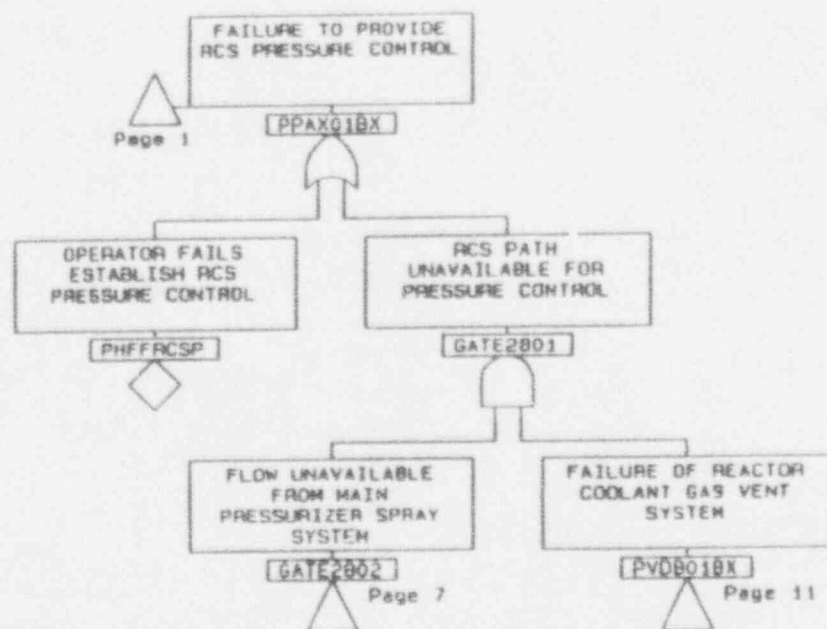 FAILURE TO PROVIDE
RCS PRESSURE CONTROL
Page 1
PPAX01BX
OPERATOR FAILS
ESTABLISH RCS
PRESSURE CONTROL
PHFFRCSP
RCS PATH
UNAVAILABLE FOR
PRESSURE CONTROL
GATE2801
FLOW UNAVAILABLE
FROM MAIN
PRESSURIZER SPRAY
SYSTEM
GATE2802
Page 7
FAILURE OF REACTOR
COOLANT GAS VENT
SYSTEM
PVDB01BX
Page 11